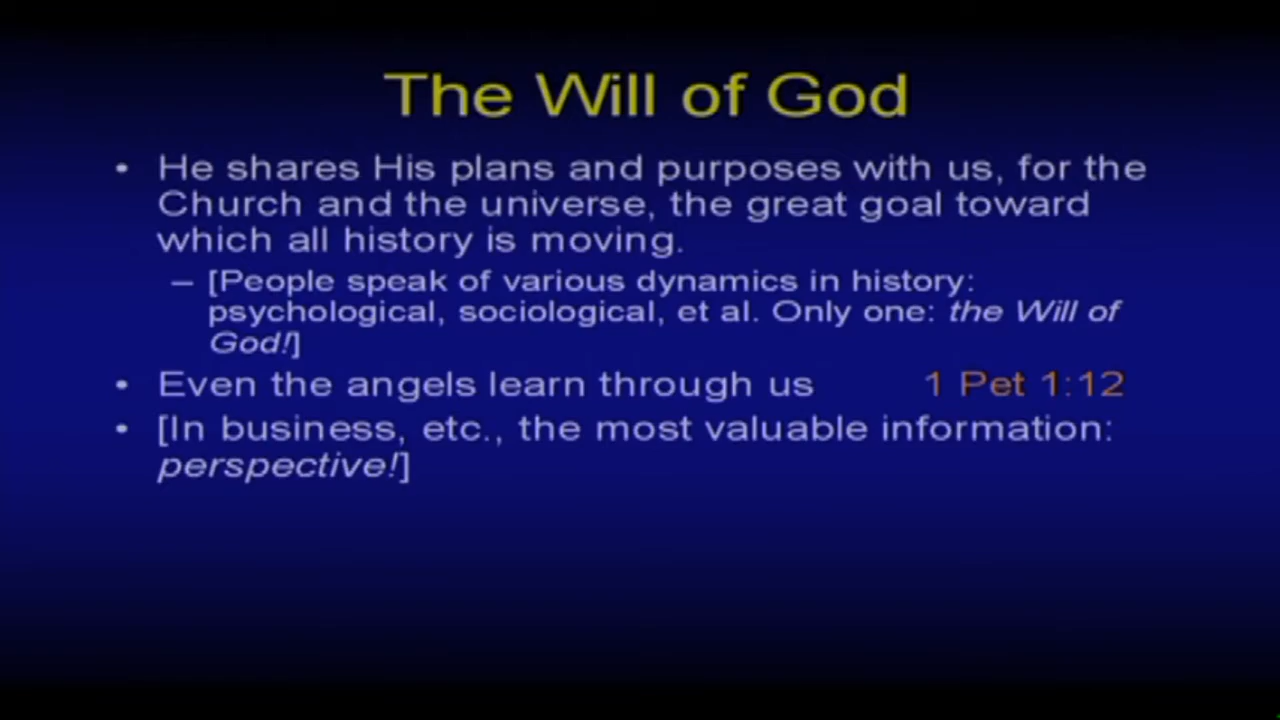 The Will of God
• He shares His plans and purposes with us, for the
Church and the universe, the great goal toward
which all history is moving.
– [People speak of various dynamics in history:
psychological, sociological, et al. Only one: the Will of
God!]
• Even the angels learn through us 1 Pet 1:12
• [In business, etc., the most valuable information:
perspective!]